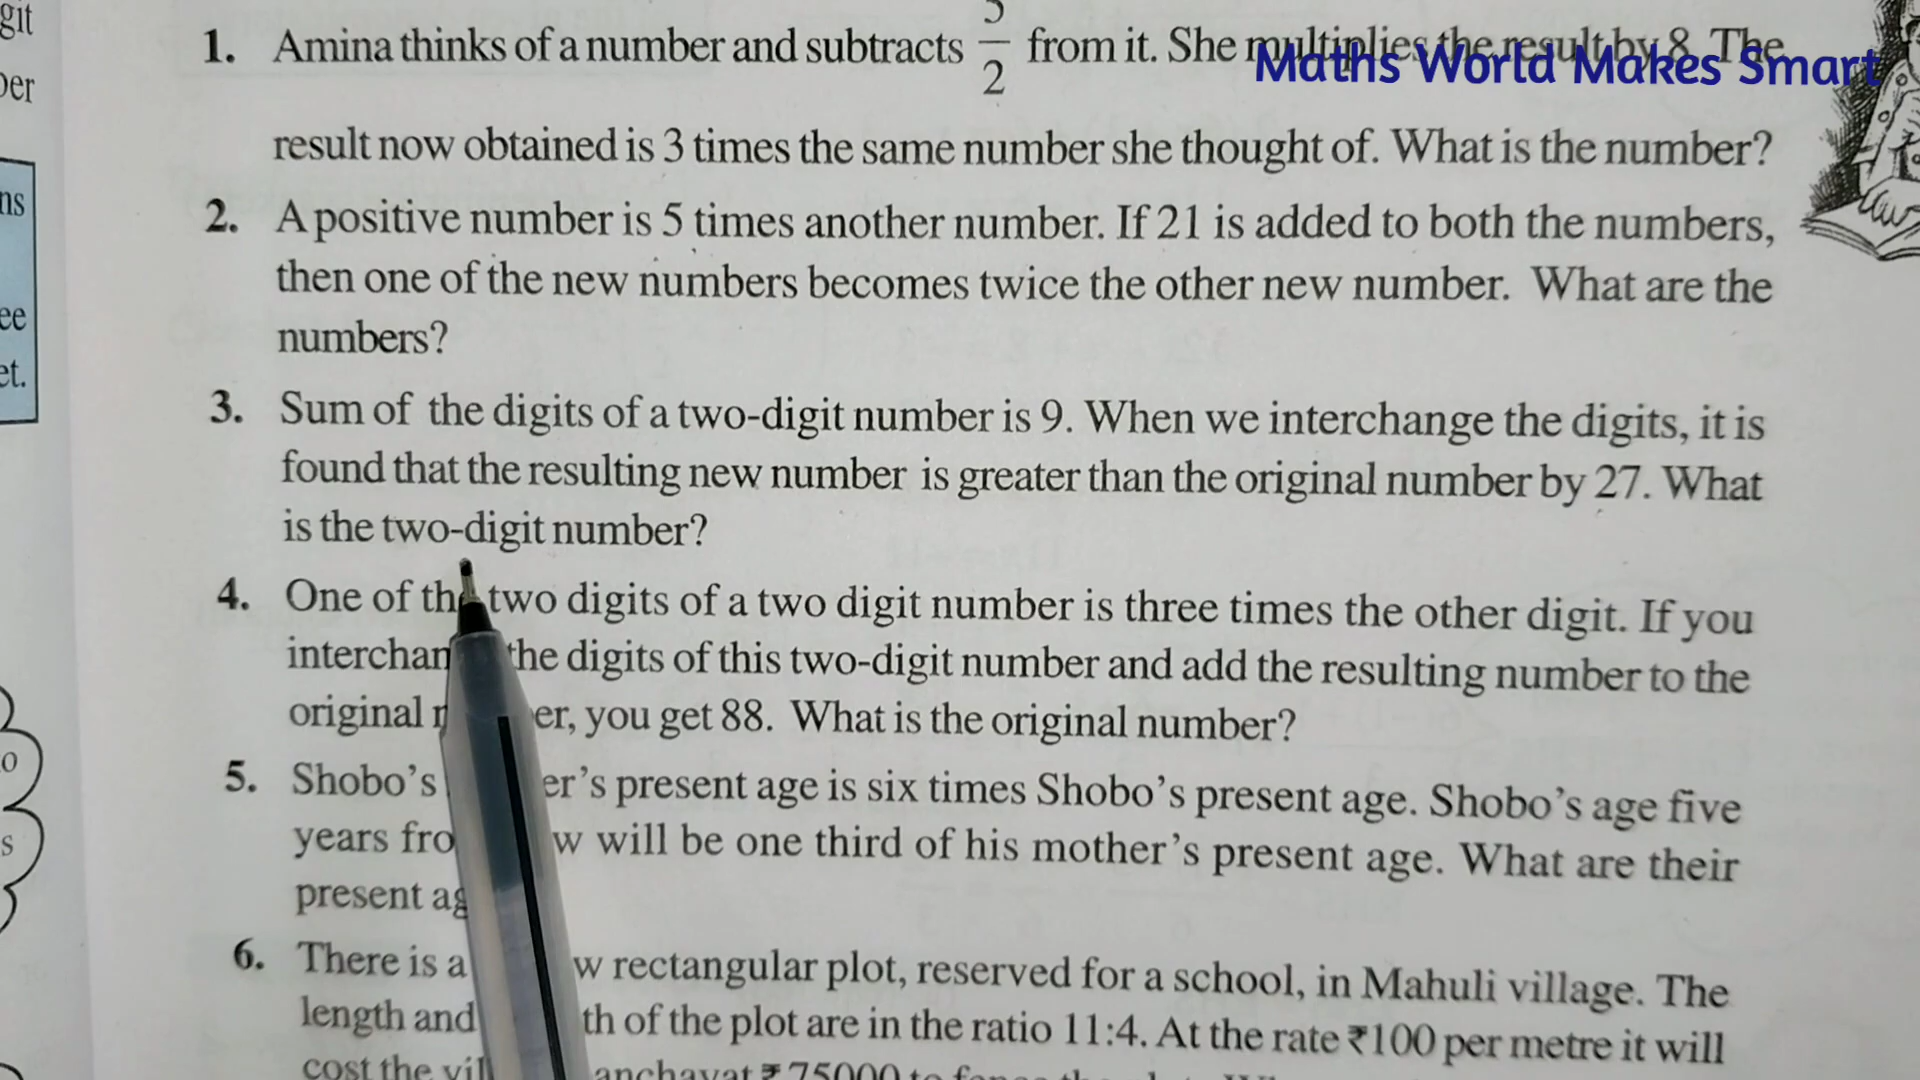 git
per
ns
ee
et.
1. Amina thinks of a number and subtracts 5/2 from it. She multiplies the result by 8. The
Maths World Makes Smart
result now obtained is 3 times the same number she thought of. What is the number?
2. A positive number is 5 times another number. If 21 is added to both the numbers,
then one of the new numbers becomes twice the other new number. What are the
numbers?
3. Sum of the digits of a two-digit number is 9. When we interchange the digits, it is
found that the resulting new number is greater than the original number by 27. What
is the two-digit number?
4. One of th two digits of a two digit number is three times the other digit. If you
interchan the digits of this two-digit number and add the resulting number to the
original er, you get 88. What is the original number?
5. Shobo's er's present age is six times Shobo's present age. Shobo's age five
years fro w will be one third of his mother's present age. What are their
present ag
6. There is a w rectangular plot, reserved for a school, in Mahuli village. The
length and th of the plot are in the ratio 11:4. At the rate ₹100 per metre it will
cost the vil anchayat ₹ 75000 to